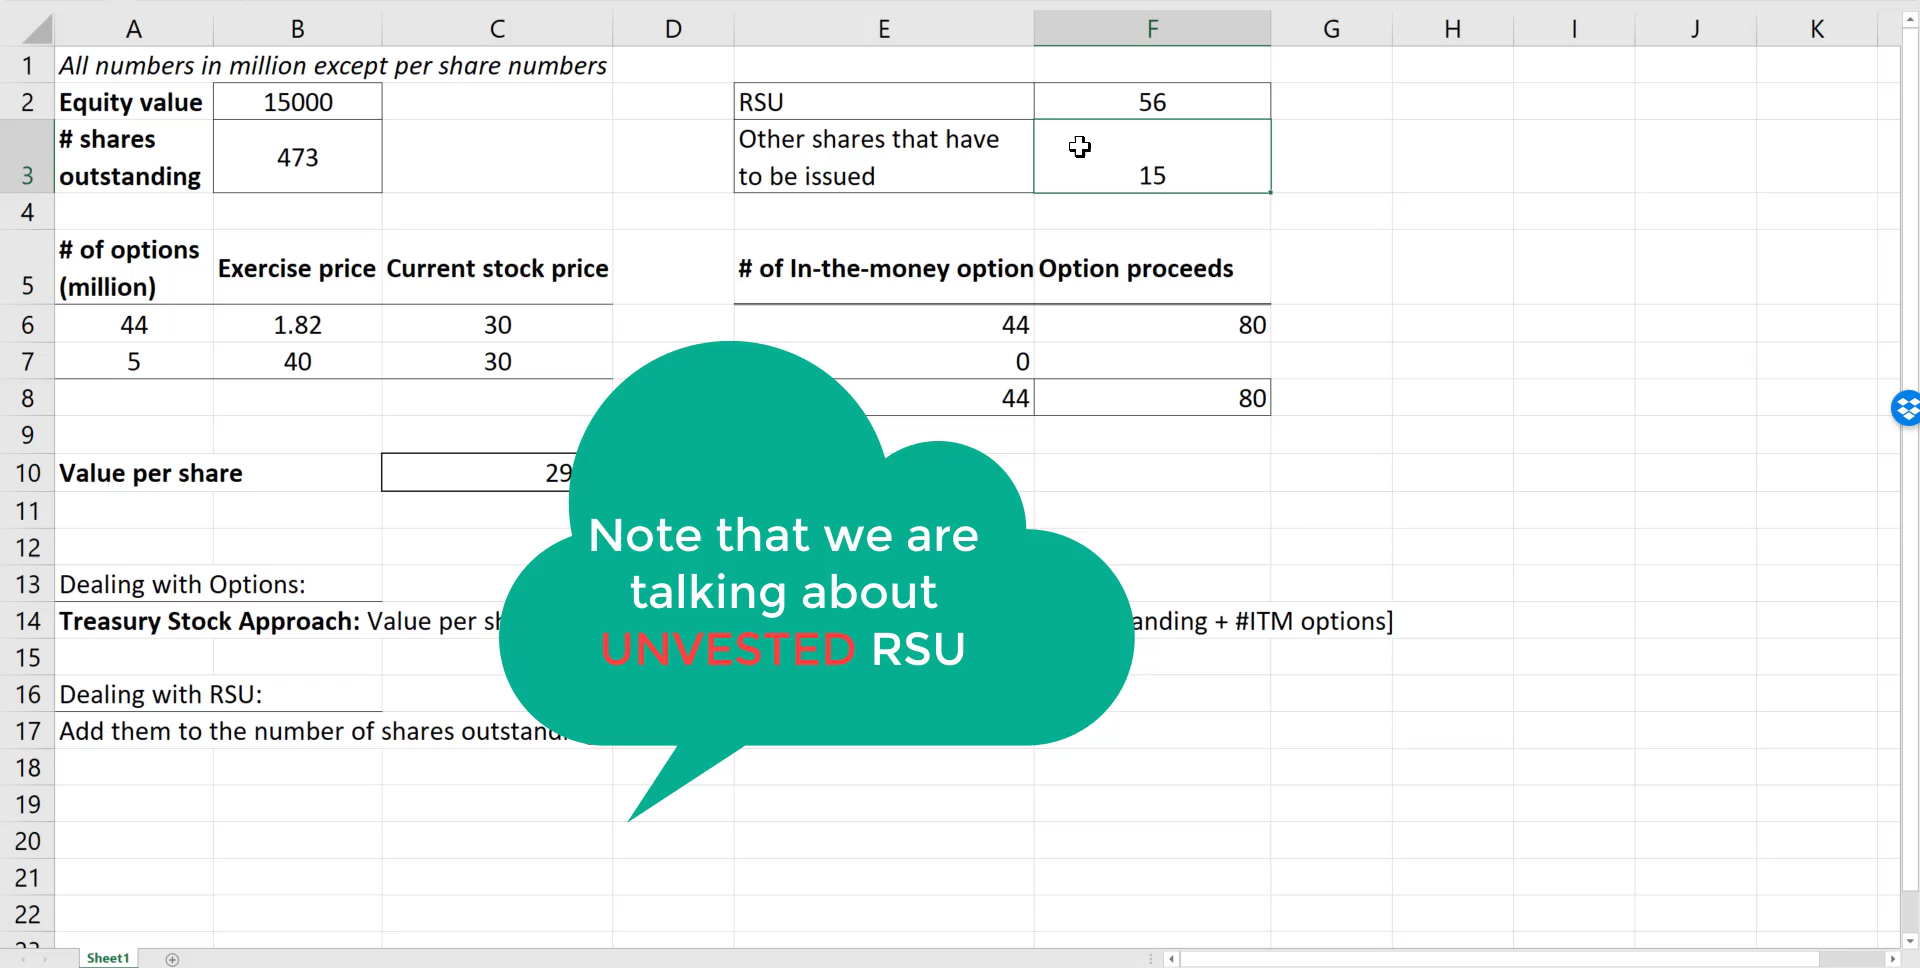 A B C D E F G H I J K
1 All numbers in million except per share numbers
2 Equity value 15000 RSU 56
# shares Other shares that have
3 outstanding 473 to be issued 15
4
# of options
5 (million) Exercise price Current stock price # of In-the-money option Option proceeds
6 44 1.82 30 44 80
7 5 40 30 0
8 44 80
9
10 Value per share 29
11
12
13 Dealing with Options:
14 Treasury Stock Approach: Value per sh anding + #ITM options]
15
16 Dealing with RSU:
17 Add them to the number of shares outstandi
18
19
20
21
22
Note that we are
talking about
UNVESTED RSU
Sheet1